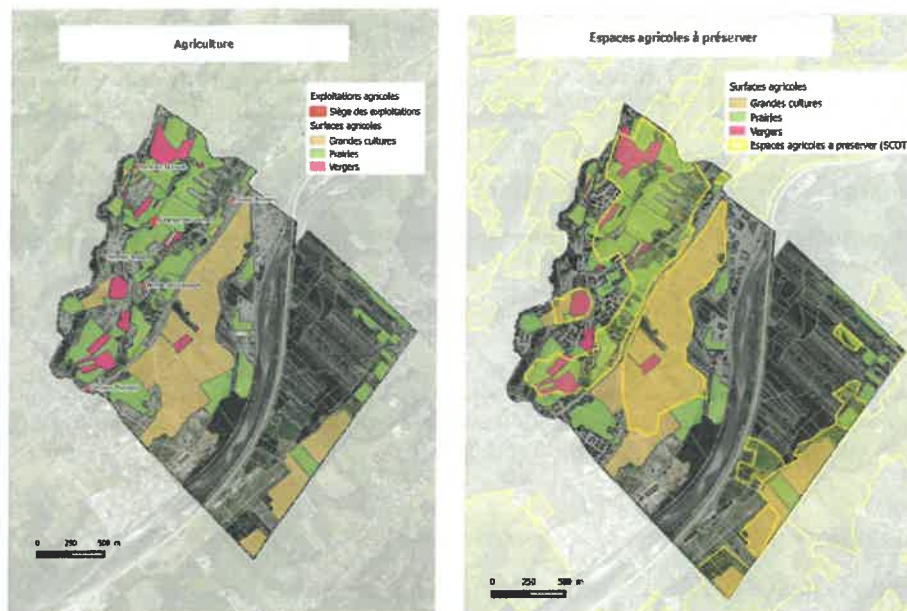 Agriculture
Exploitations agricoles
Siège des exploitations
Surfaces agricoles
Grandes cultures
Prairies
Vergers
0 250 500 m
Espaces agricoles à préserver
Surfaces agricoles
Grandes cultures
Prairies
Vergers
Espaces agricoles a preserver (SCOT
0 250 500 m